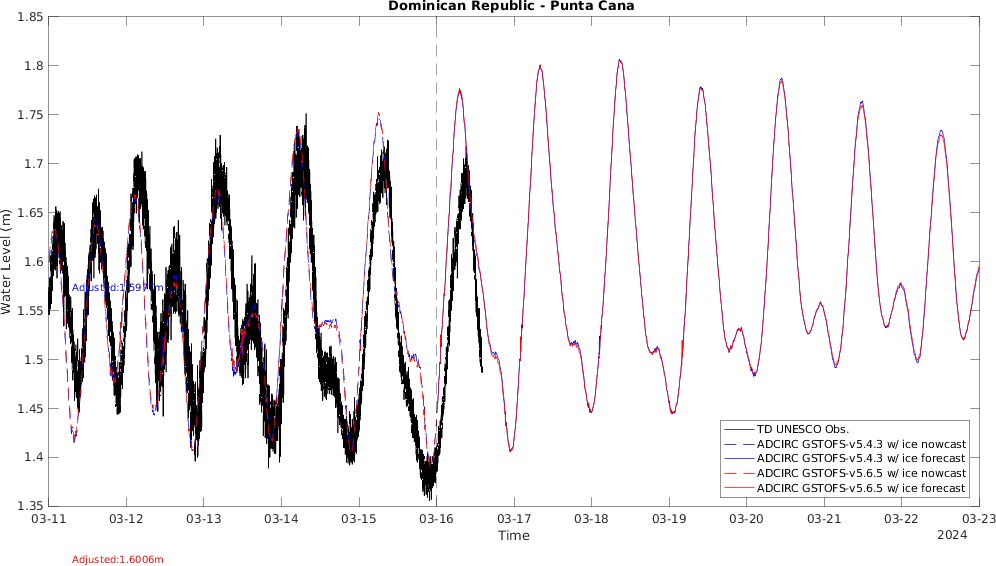 Dominican Republic - Punta Cana
1.85
1.8
1.75
1.7
1.65
1.6
1.55
1.5
1.45
1.4
1.35
Water Level (m)
Adjusted:1.597 m
TD UNESCO Obs.
ADCIRC GSTOFS-v5.4.3 w/ ice nowcast
ADCIRC GSTOFS-v5.4.3 w/ ice forecast
ADCIRC GSTOFS-v5.6.5 w/ ice nowcast
ADCIRC GSTOFS-v5.6.5 w/ ice forecast
03-11 03-12 03-13 03-14 03-15 03-16 03-17 03-18 03-19 03-20 03-21 03-22 03-23
Time
2024
Adjusted:1.6006m